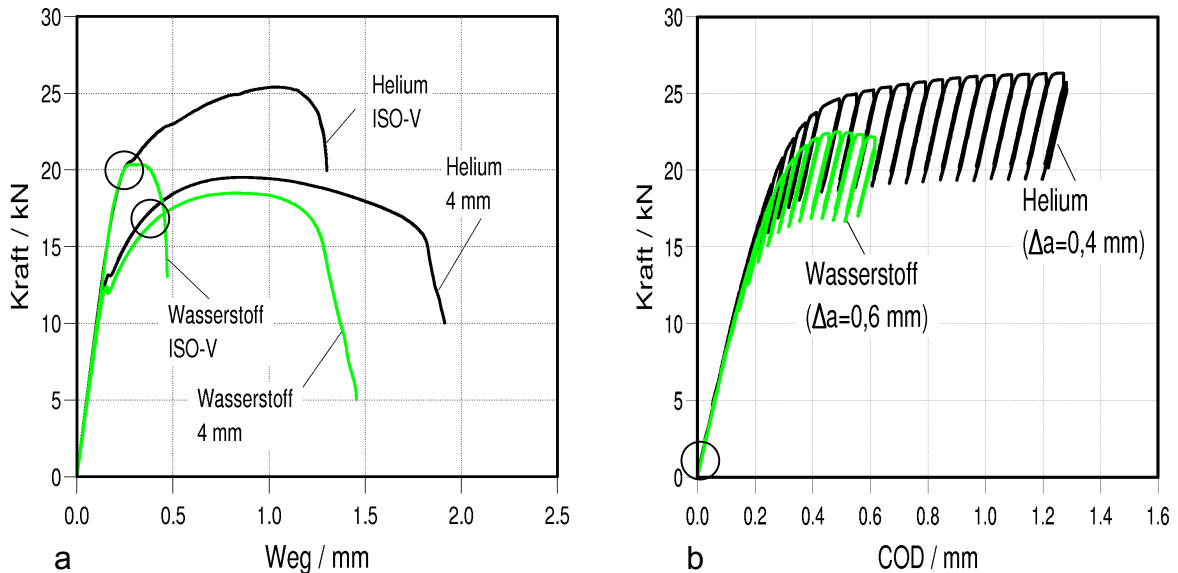 30
25
20
15
10
5
0
Kraft / kN
0.0 0.5 1.0 1.5 2.0 2.5
Weg / mm
a
Helium
ISO-V
Helium
4 mm
Wasserstoff
ISO-V
Wasserstoff
4 mm
30
25
20
15
10
5
0
Kraft / kN
0.0 0.2 0.4 0.6 0.8 1.0 1.2 1.4 1.6
COD / mm
b
Helium
(Δa=0,4 mm)
Wasserstoff
(Δa=0,6 mm)